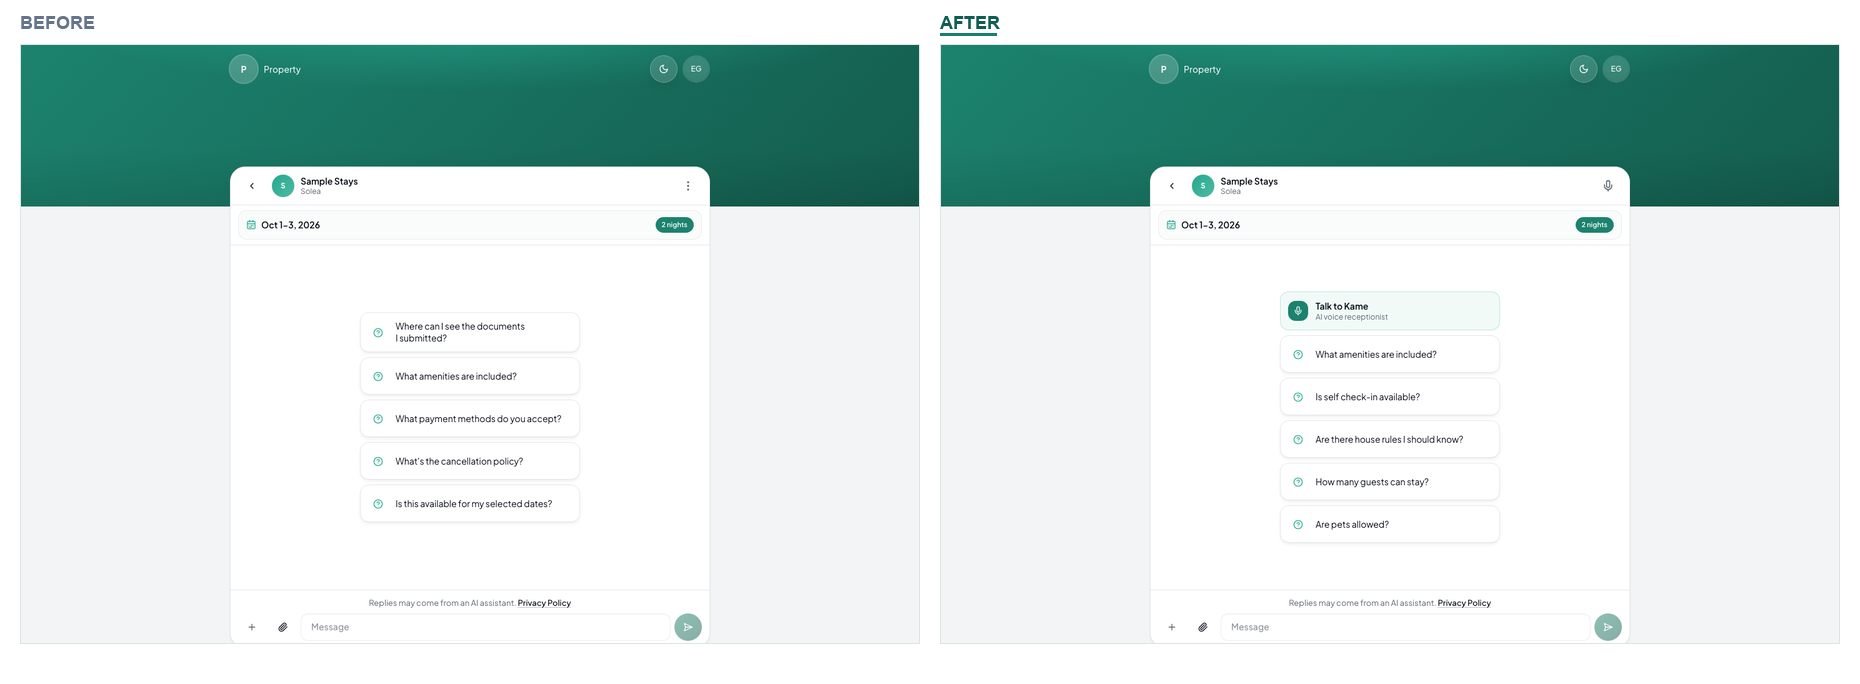 BEFORE
P Property EG
S Sample Stays
Solea
Oct 1–3, 2026 2 nights
Where can I see the documents
I submitted?
What amenities are included?
What payment methods do you accept?
What's the cancellation policy?
Is this available for my selected dates?
Replies may come from an AI assistant. Privacy Policy
Message
AFTER
P Property EG
S Sample Stays
Solea
Oct 1–3, 2026 2 nights
Talk to Kame
AI voice receptionist
What amenities are included?
Is self check-in available?
Are there house rules I should know?
How many guests can stay?
Are pets allowed?
Replies may come from an AI assistant. Privacy Policy
Message